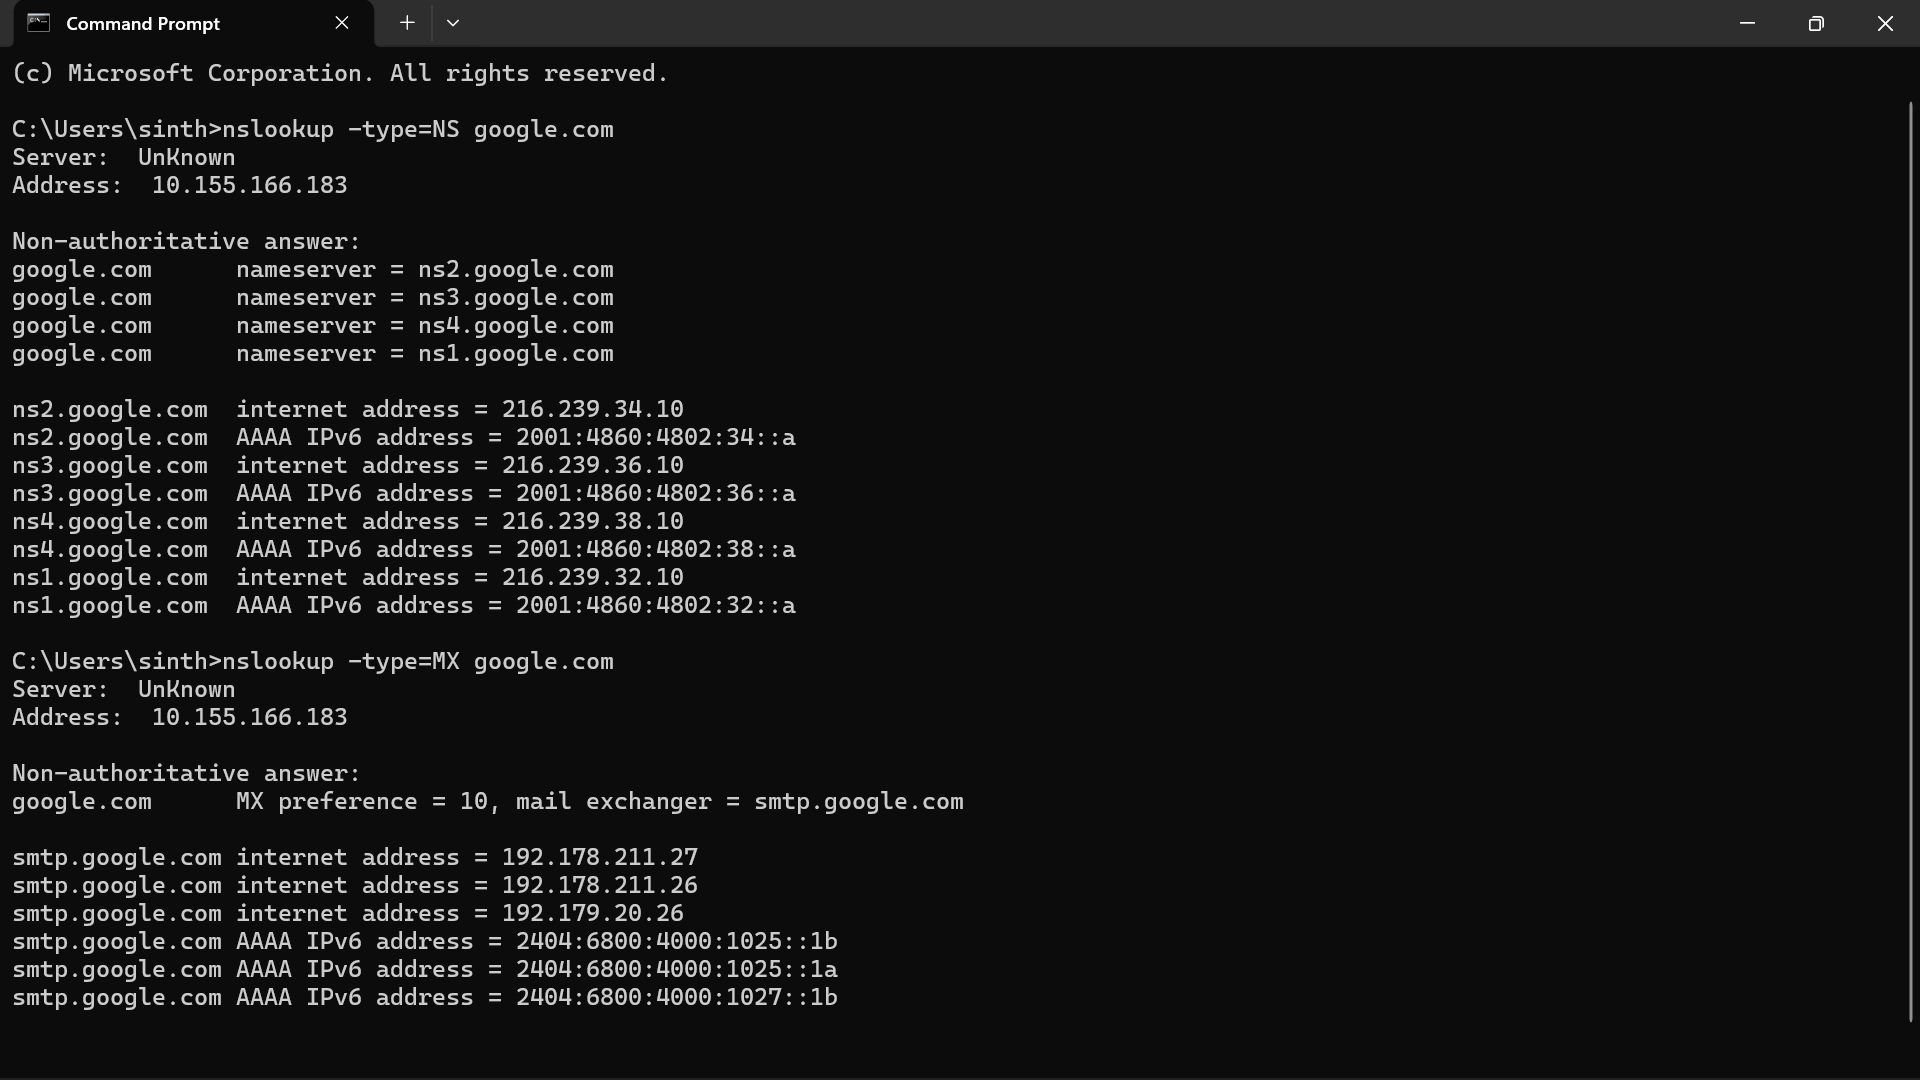 Command Prompt
(c) Microsoft Corporation. All rights reserved.
C:\Users\sinth>nslookup -type=NS google.com
Server:  UnKnown
Address:  10.155.166.183
Non-authoritative answer:
google.com      nameserver = ns2.google.com
google.com      nameserver = ns3.google.com
google.com      nameserver = ns4.google.com
google.com      nameserver = ns1.google.com
ns2.google.com  internet address = 216.239.34.10
ns2.google.com  AAAA IPv6 address = 2001:4860:4802:34::a
ns3.google.com  internet address = 216.239.36.10
ns3.google.com  AAAA IPv6 address = 2001:4860:4802:36::a
ns4.google.com  internet address = 216.239.38.10
ns4.google.com  AAAA IPv6 address = 2001:4860:4802:38::a
ns1.google.com  internet address = 216.239.32.10
ns1.google.com  AAAA IPv6 address = 2001:4860:4802:32::a
C:\Users\sinth>nslookup -type=MX google.com
Server:  UnKnown
Address:  10.155.166.183
Non-authoritative answer:
google.com      MX preference = 10, mail exchanger = smtp.google.com
smtp.google.com internet address = 192.178.211.27
smtp.google.com internet address = 192.178.211.26
smtp.google.com internet address = 192.179.20.26
smtp.google.com AAAA IPv6 address = 2404:6800:4000:1025::1b
smtp.google.com AAAA IPv6 address = 2404:6800:4000:1025::1a
smtp.google.com AAAA IPv6 address = 2404:6800:4000:1027::1b